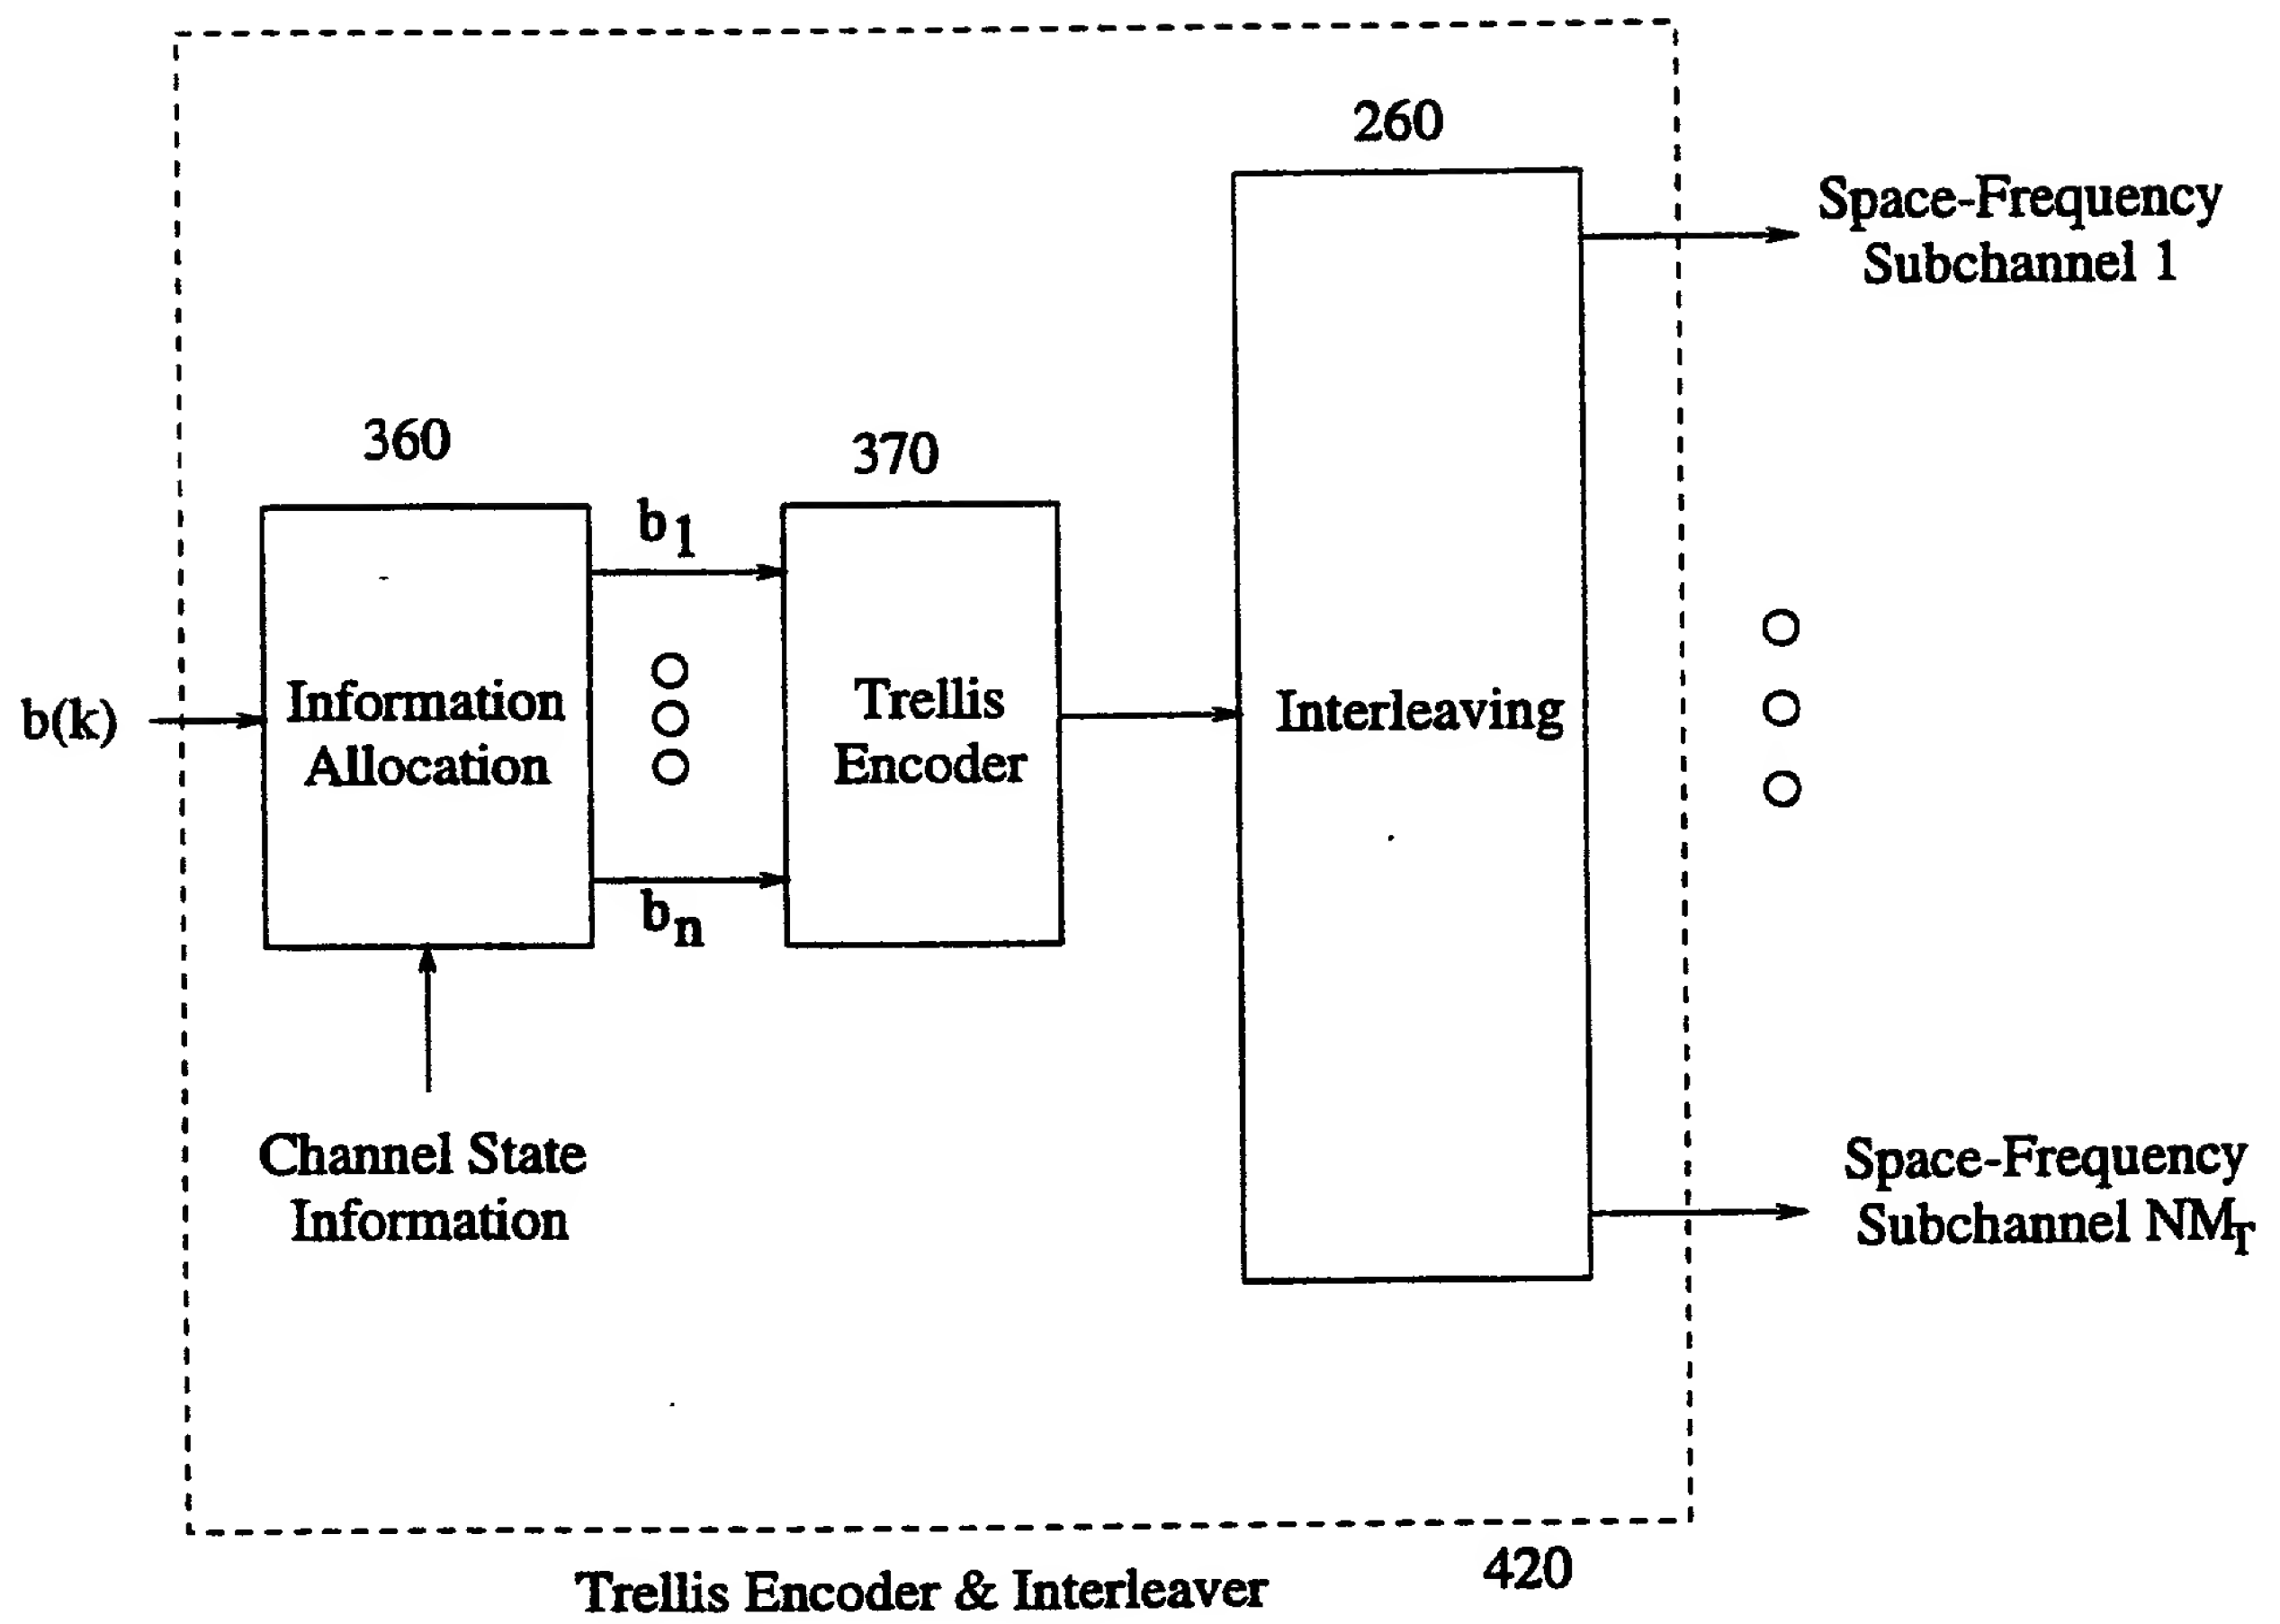 260
Space-Frequency
Subchannel 1
360
370
b1
b(k)
Information
Allocation
Trellis
Encoder
Interleaving
bn
Channel State
Information
Space-Frequency
Subchannel NMT
420
Trellis Encoder & Interleaver